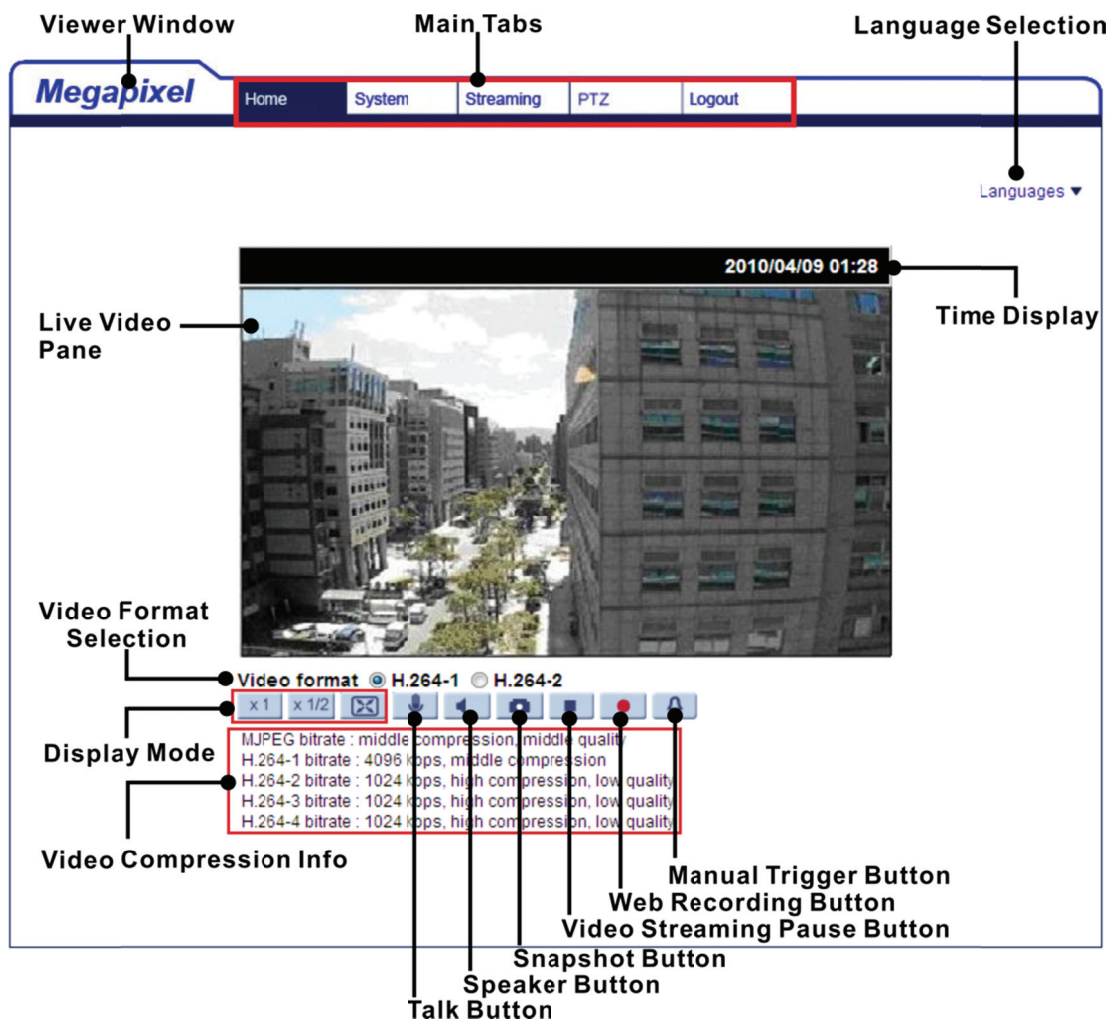 Viewer Window
Main Tabs
Language Selection
Megapixel
Home
System
Streaming
PTZ
Logout
Languages ▼
2010/04/09 01:28
Time Display
Live Video
Pane
Video Format
Selection
Video format H.264-1 H.264-2
x 1
x 1/2
Display Mode
MJPEG bitrate : middle compression, middle quality
H.264-1 bitrate : 4096 kbps, middle compression
H.264-2 bitrate : 1024 kbps, high compression, low quality
H.264-3 bitrate : 1024 kbps, high compression, low quality
H.264-4 bitrate : 1024 kbps, high compression, low quality
Video Compression Info
Manual Trigger Button
Web Recording Button
Video Streaming Pause Button
Snapshot Button
Speaker Button
Talk Button